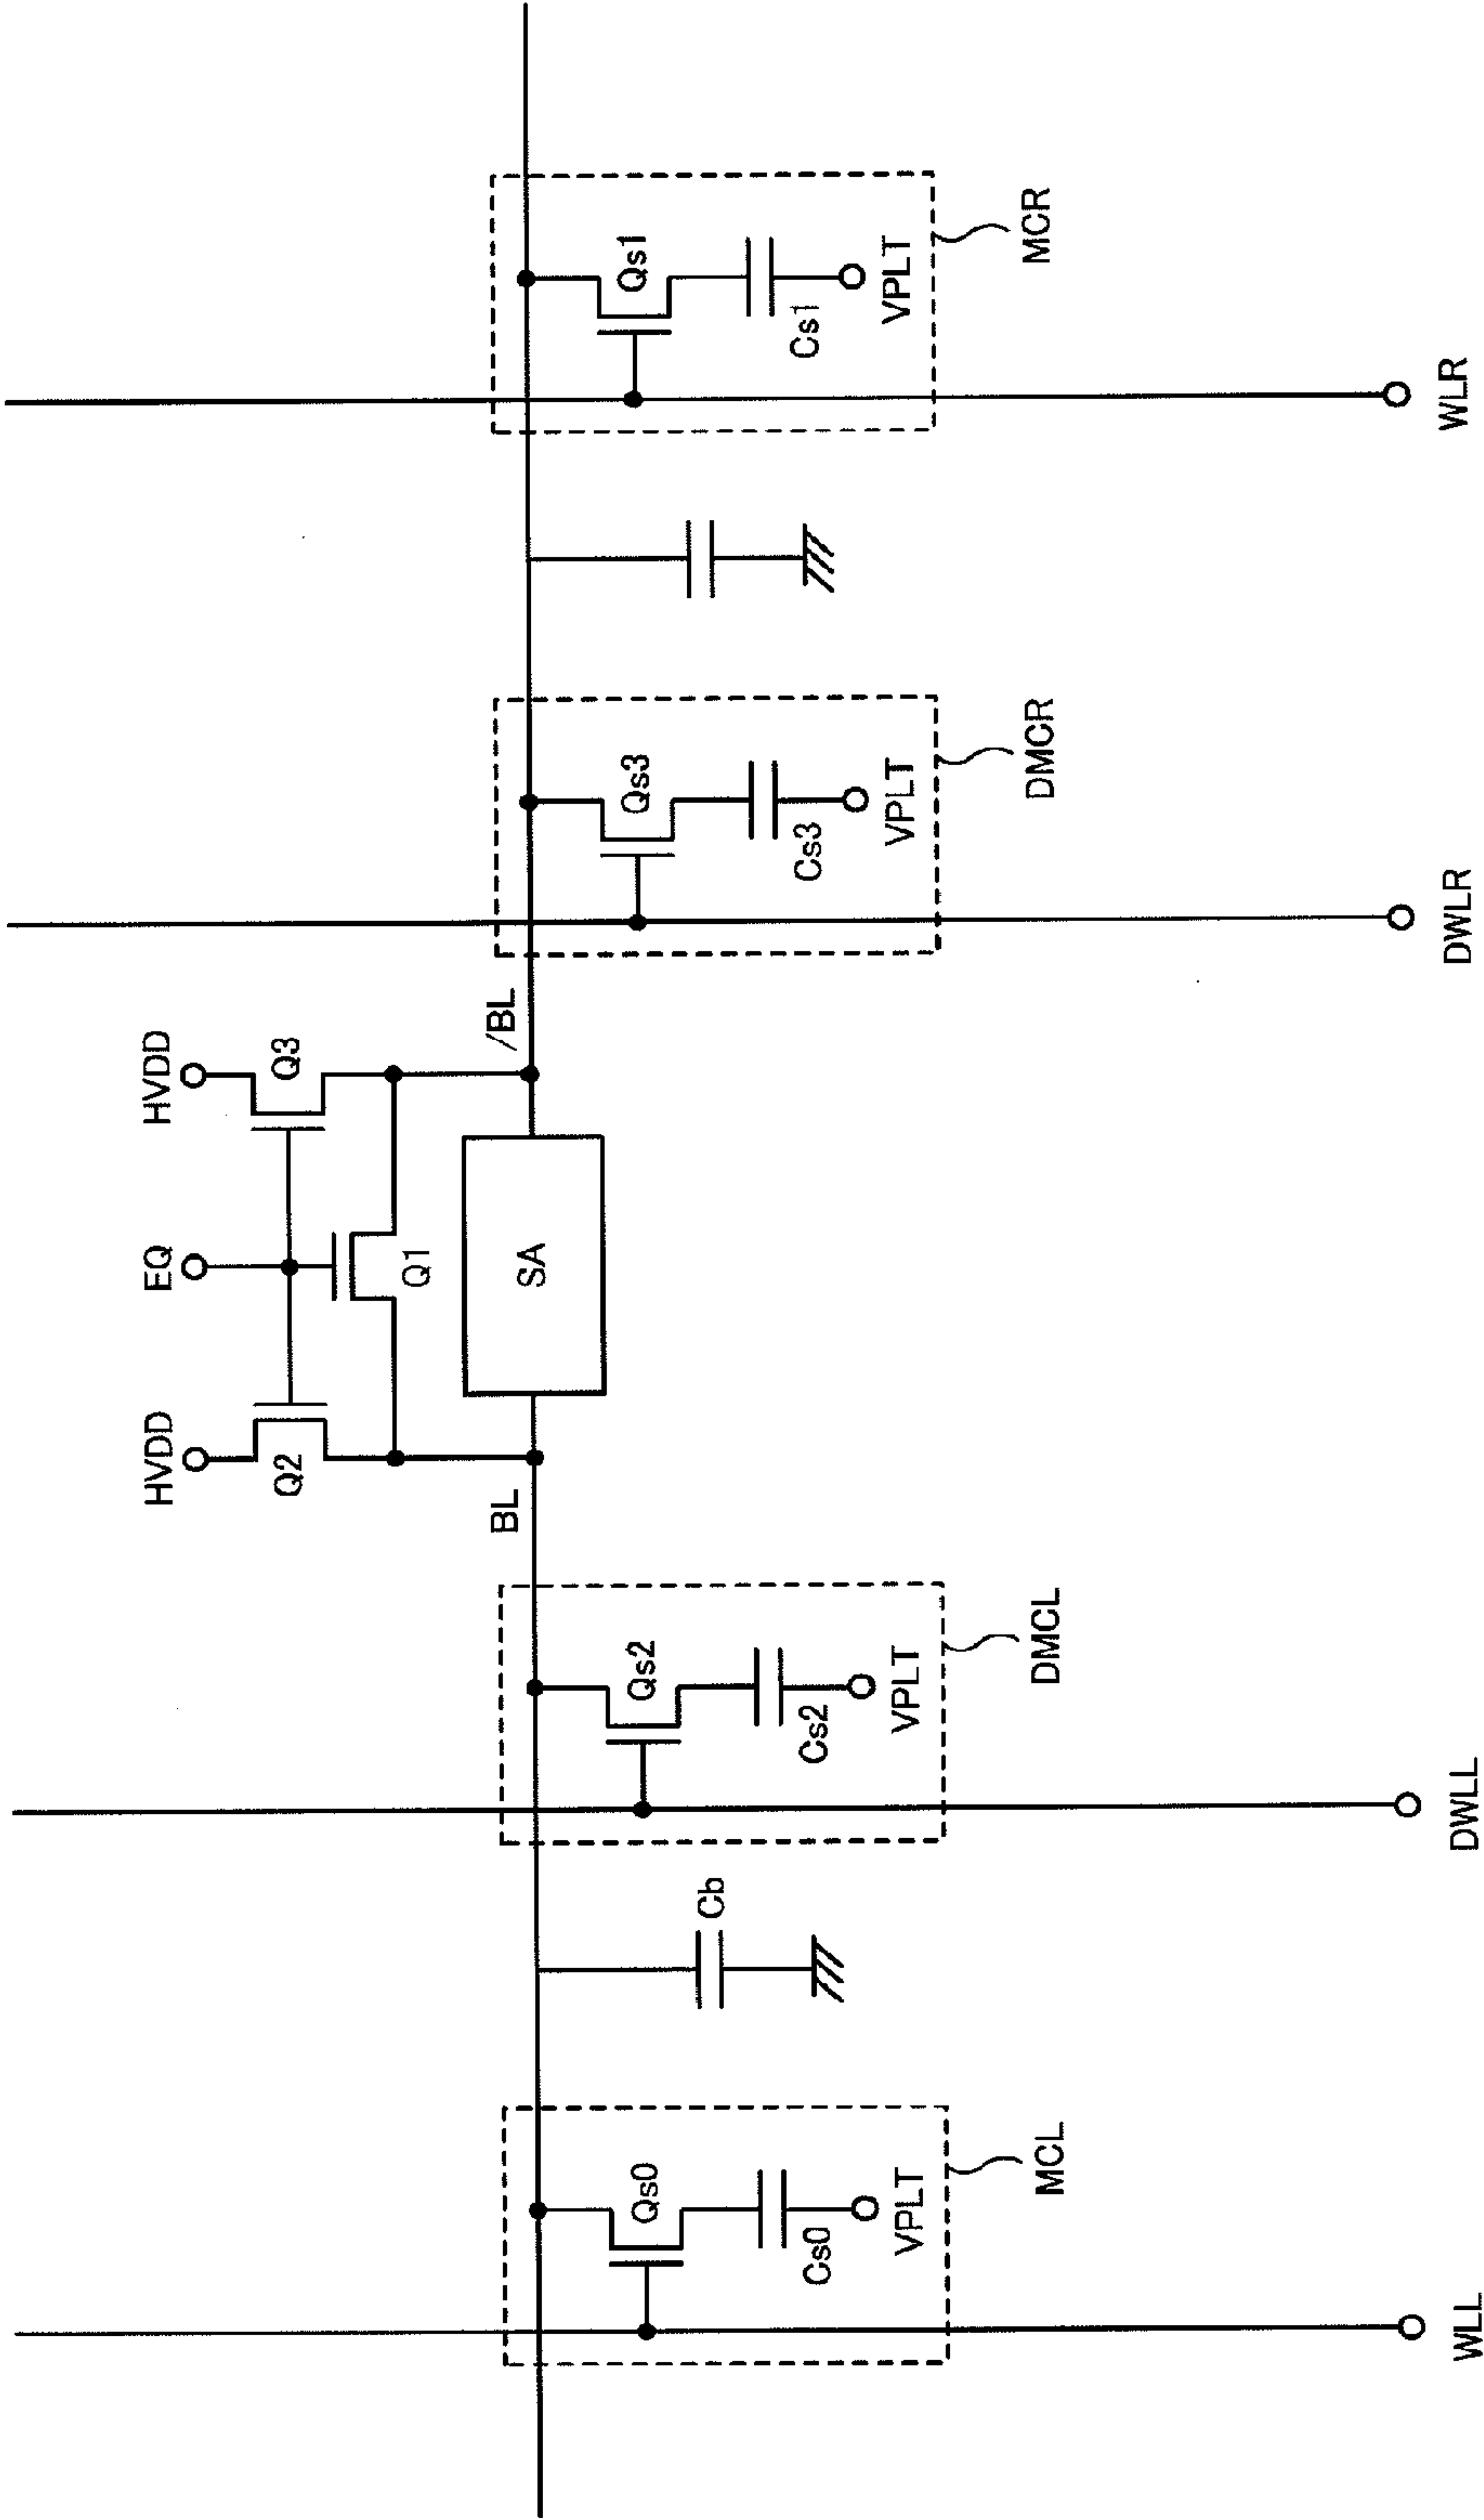 HVDD
EQ
HVDD
Q2
Q3
Q1
BL
/BL
SA
Qs0
Cb
Qs2
Qs3
Qs1
Cs0
Cs2
Cs3
Cs1
VPLT
VPLT
VPLT
VPLT
MCL
DMCL
DMCR
MCR
WLL
DWLL
DWLR
WLR